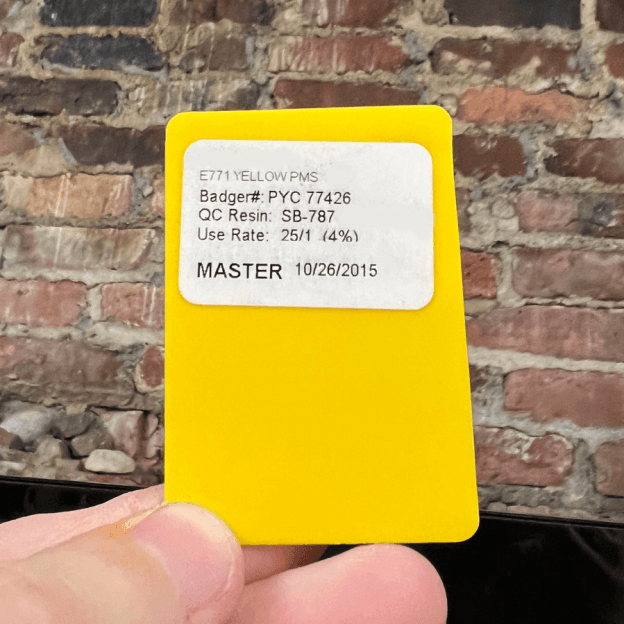 E771 YELLOW PMS
Badger#: PYC 77426
QC Resin: SB-787
Use Rate: 25/1 (4%)
MASTER 10/26/2015